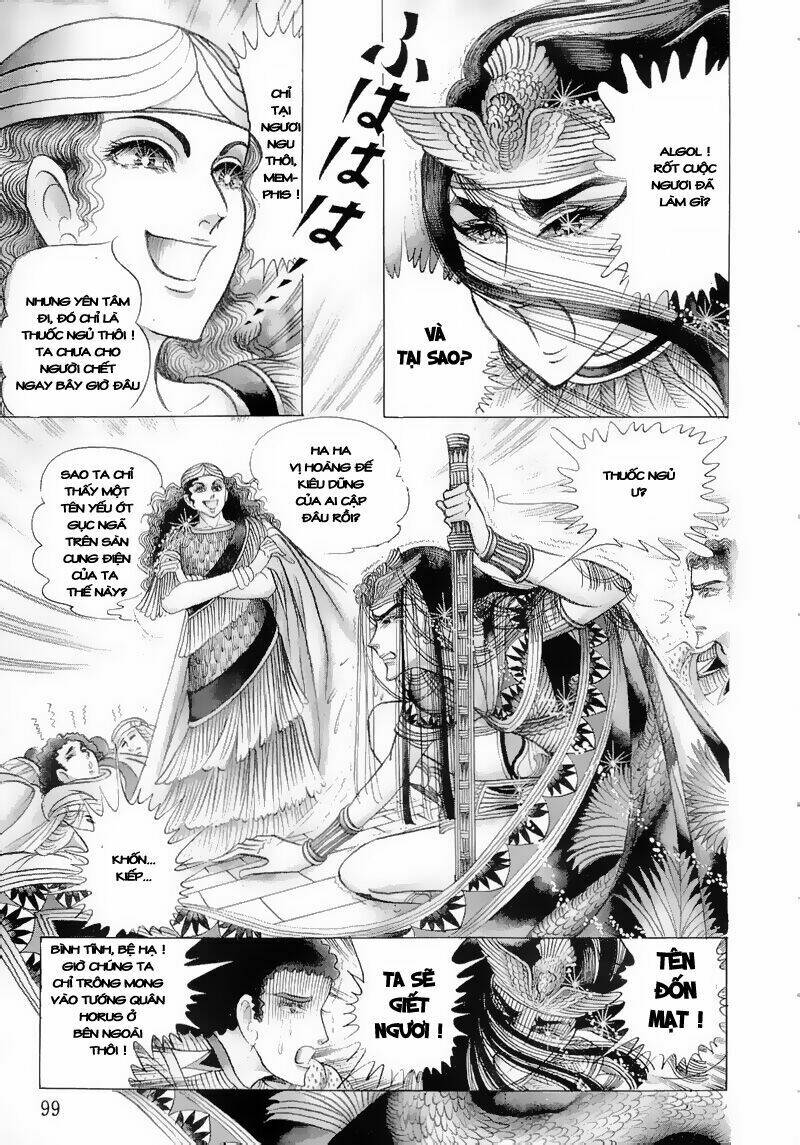 ALGOL !
RỐT CUỘC
NGƯƠI ĐÃ
LÀM GÌ?
VÀ
TẠI SAO?
ふははは
CHỈ
TẠI
NGƯƠI
NGU
THÔI,
MEM-
PHIS !
NHƯNG YÊN TÂM
ĐI, ĐÓ CHỈ LÀ
THUỐC NGỦ THÔI !
TA CHƯA CHO
NGƯỜI CHẾT
NGAY BÂY GIỜ ĐÂU
THUỐC NGỦ
Ư?
HA HA
VỊ HOÀNG ĐẾ
KIÊU DŨNG
CỦA AI CẬP
ĐÂU RỒI?
SAO TA CHỈ
THẤY MỘT
TÊN YẾU ỚT
GỤC NGÃ
TRÊN SÀN
CUNG ĐIỆN
CỦA TA
THẾ NÀY?
KHỐN...
KIẾP...
TÊN
ĐỐN
MẠT !
TA SẼ
GIẾT
NGƯƠI !
BÌNH TĨNH, BỆ HẠ !
GIỜ CHÚNG TA
CHỈ TRÔNG MONG
VÀO TƯỚNG QUÂN
HORUS Ở
BÊN NGOÀI
THÔI !
99